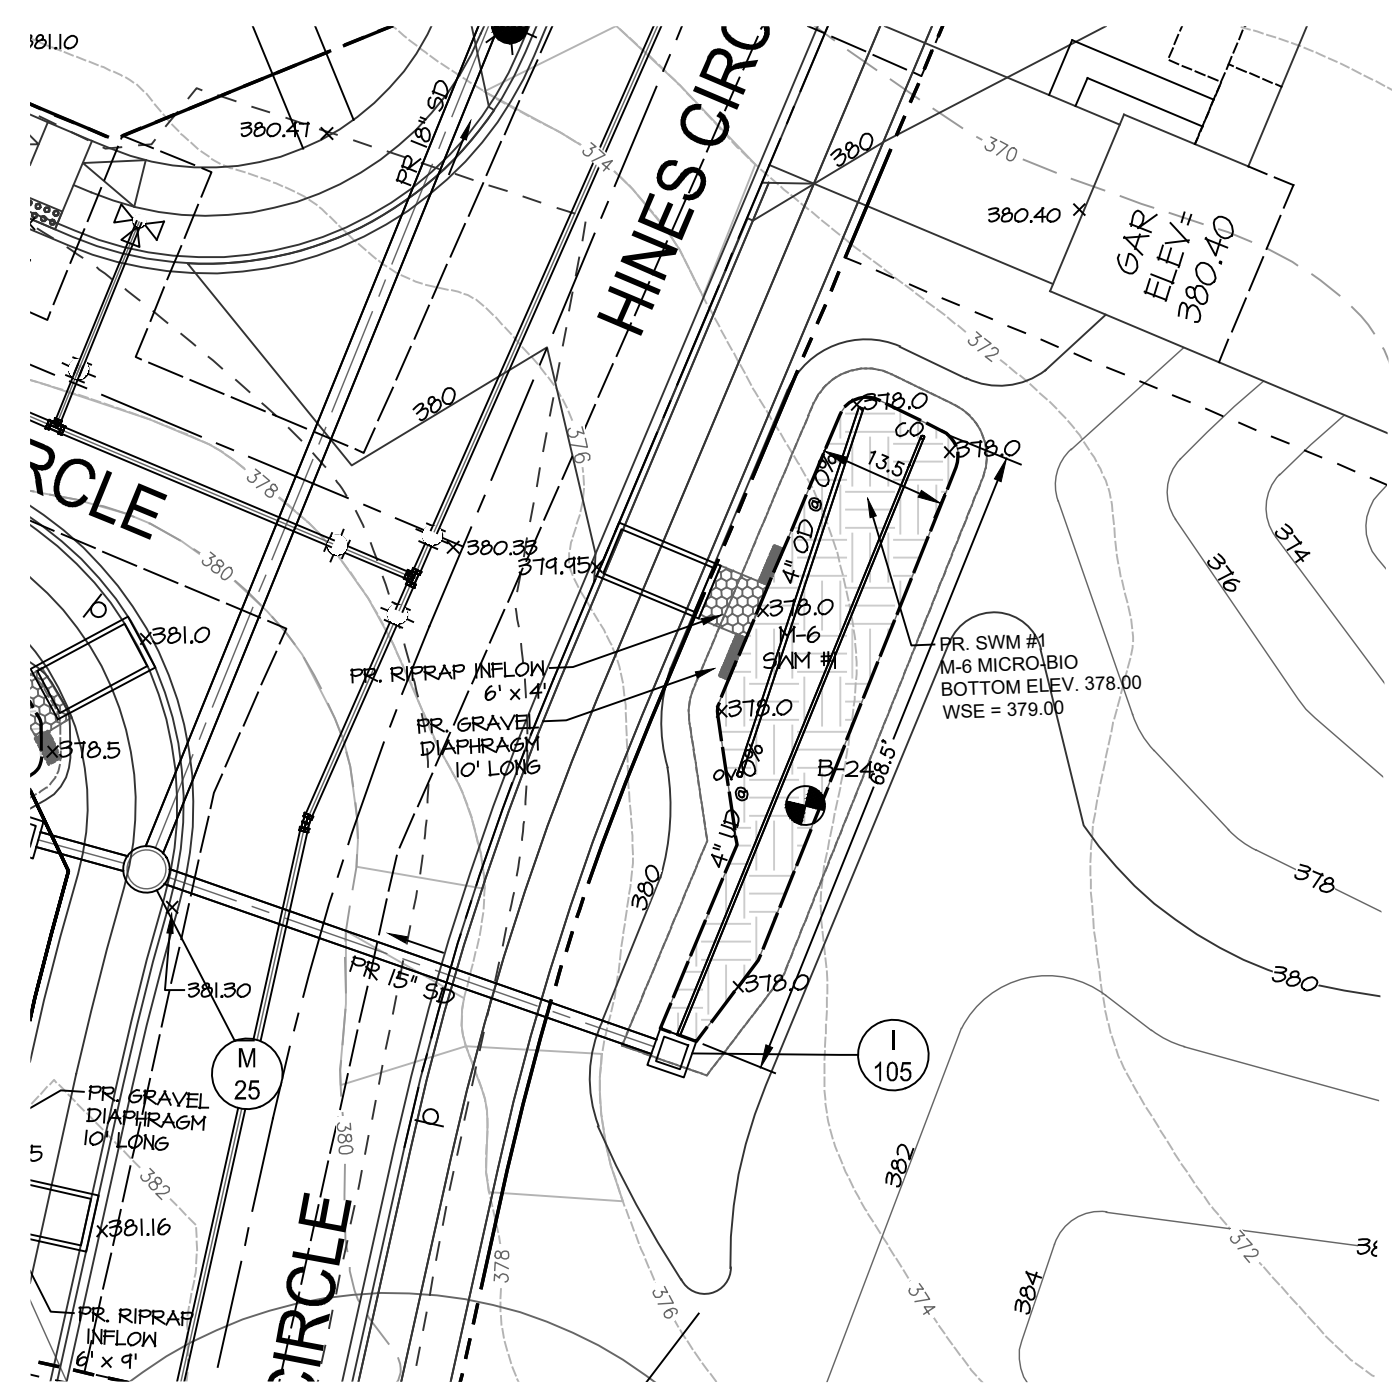 381.10
PR 18" SD
HINES CIRC
380.47
374
380
370
380.40
GAR
ELEV=
380.40
372
380
376
378
RCLE
380
378.0
CO
378.0
13.5'
4" OD @ 0%
380.35
379.95
374
376
381.0
378.0
M-6
SWM #1
PR. SWM #1
M-6 MICRO-BIO
BOTTOM ELEV. 378.00
WSE = 379.00
PR. RIPRAP INFLOW
6' x 14'
PR. GRAVEL
DIAPHRAGM
10' LONG
378.0
378.5
B-24
68.5'
4" UD @ 0%
380
378
PR 15" SD
378.0
380
381.30
I
105
M
25
PR. GRAVEL
DIAPHRAGM
10' LONG
380
382
5
382
381.16
378
376
374
372
384
38
PR. RIPRAP
INFLOW
6' x 9'
CIRCLE